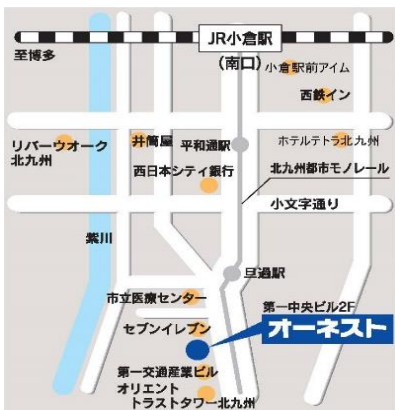 JR小倉駅
(南口)
至博多
小倉駅前アイム
西鉄イン
リバーウオーク
北九州
井筒屋
平和通駅
ホテルテトラ北九州
西日本シティ銀行
北九州都市モノレール
小文字通り
紫川
旦過駅
市立医療センター
第一中央ビル2F
セブンイレブン
オーネスト
第一交通産業ビル
オリエント
トラストタワー北九州